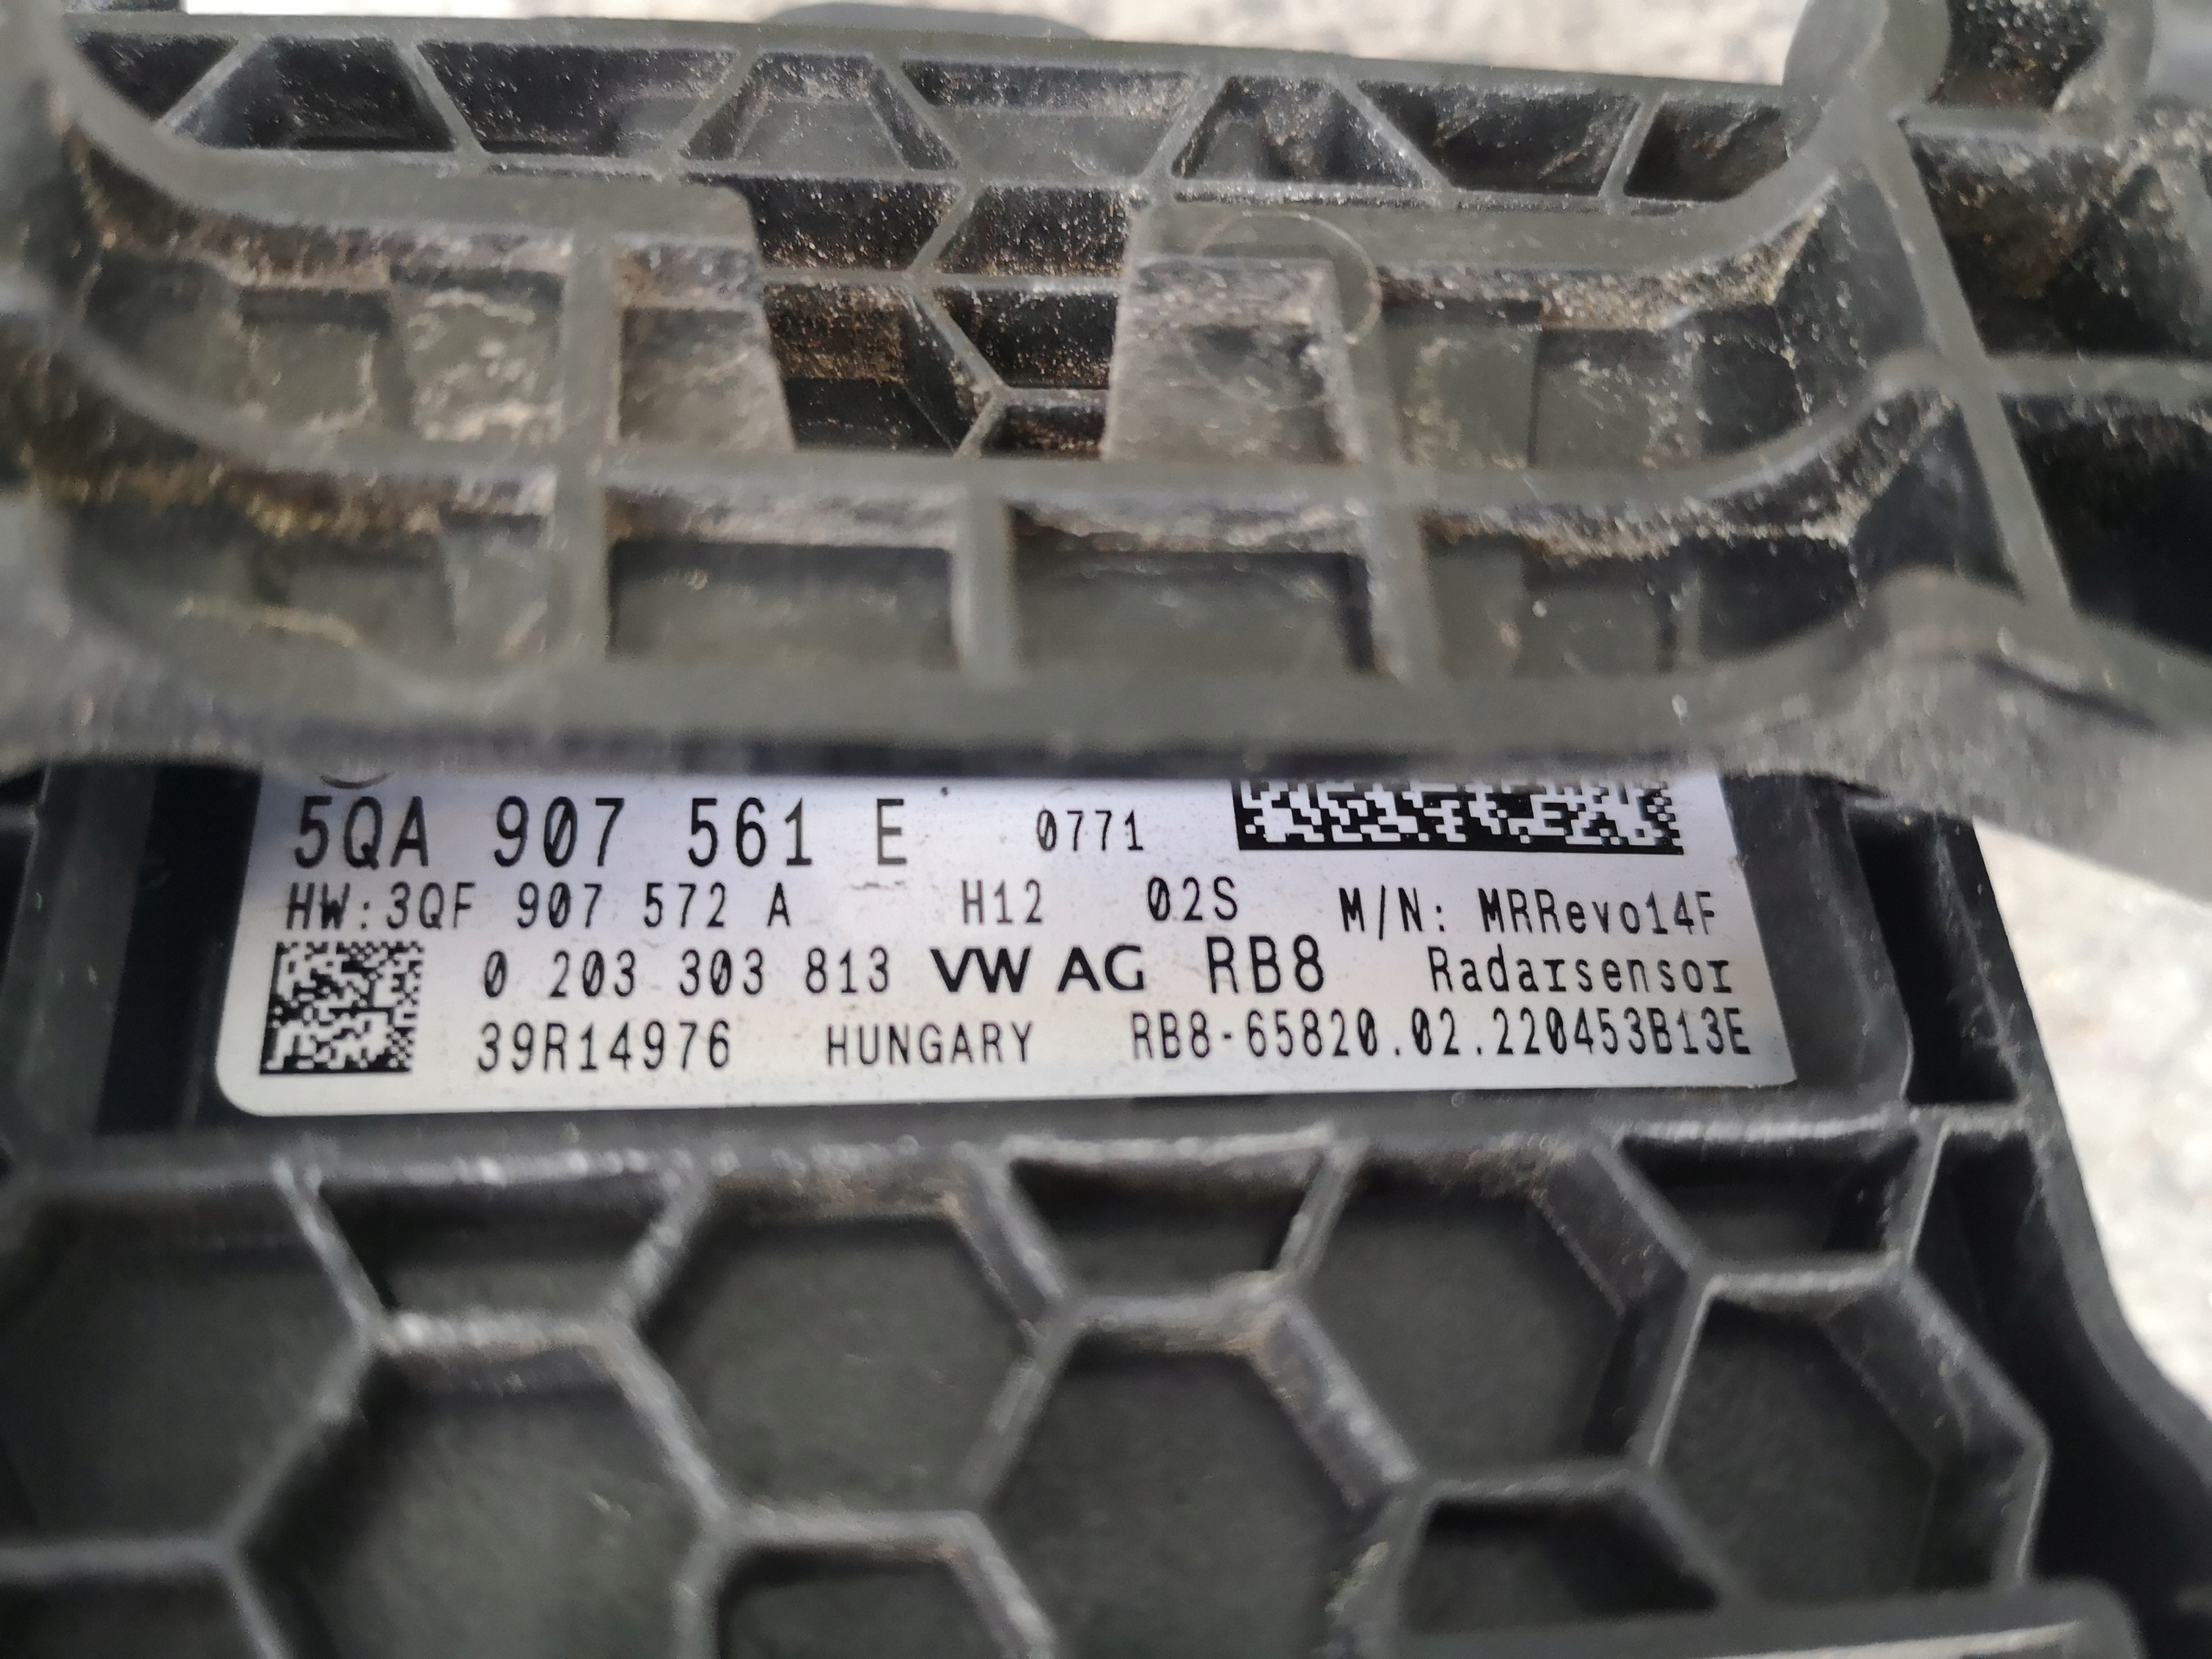 5QA 907 561 E 0771
HW:3QF 907 572 A H12 02S M/N: MRRevo14F
0 203 303 813 VW AG RB8 Radarsensor
39R14976 HUNGARY RB8-65820.02.220453B13E